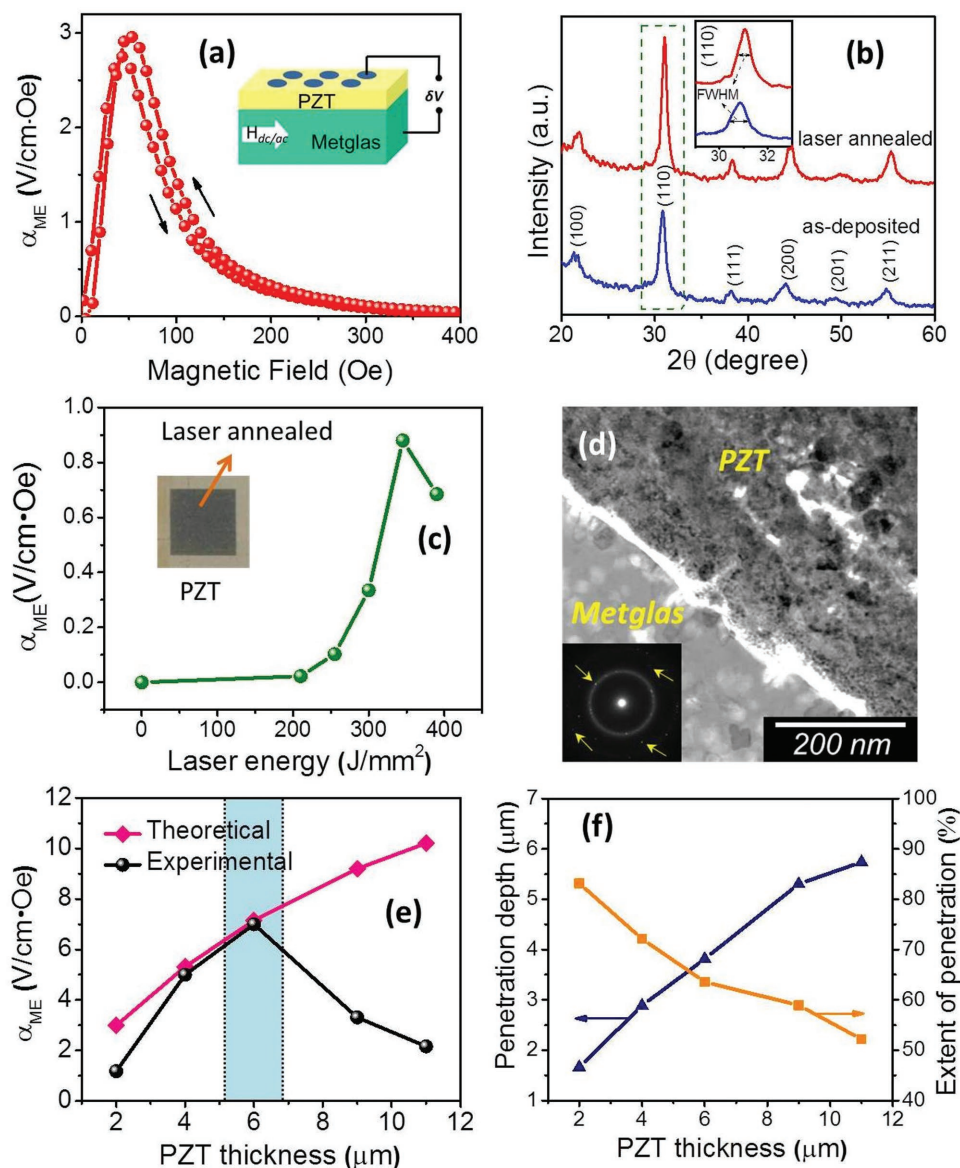 (a)
α_ME (V/cm-Oe)
3
2
1
0
0 100 200 300 400
Magnetic Field (Oe)
PZT
H_dc/ac
Metglas
δV
(b)
Intensity (a.u.)
(110)
FWHM
30 32
laser annealed
as-deposited
(100)
(110)
(111)
(200)
(201)
(211)
20 30 40 50 60
2θ (degree)
(c)
α_ME(V/cm•Oe)
1.0
0.8
0.6
0.4
0.2
0.0
Laser annealed
PZT
0 100 200 300 400
Laser energy (J/mm²)
(d)
PZT
Metglas
200 nm
(e)
α_ME (V/cm•Oe)
12
10
8
6
4
2
0
Theoretical
Experimental
2 4 6 8 10 12
PZT thickness (μm)
(f)
Penetration depth (μm)
7
6
5
4
3
2
1
100
90
80
70
60
50
40
Extent of penetration (%)
2 4 6 8 10 12
PZT thickness (μm)